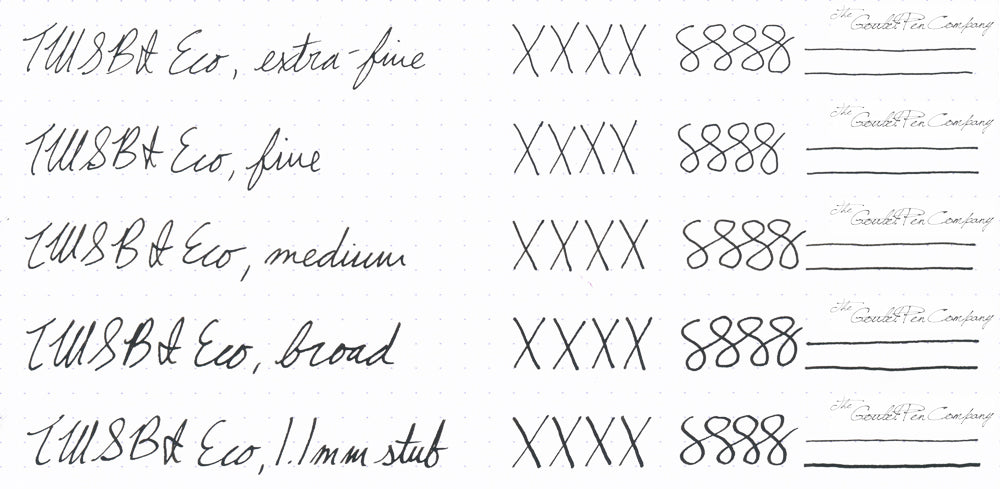 TWSBI Eco, extra-fine XXXX 8888 The Goulet Pen Company
TWSBI Eco, fine XXXX 8888 The Goulet Pen Company
TWSBI Eco, medium XXXX 8888 The Goulet Pen Company
TWSBI Eco, broad XXXX 8888 The Goulet Pen Company
TWSBI Eco, 1.1mm stub XXXX 8888 The Goulet Pen Company